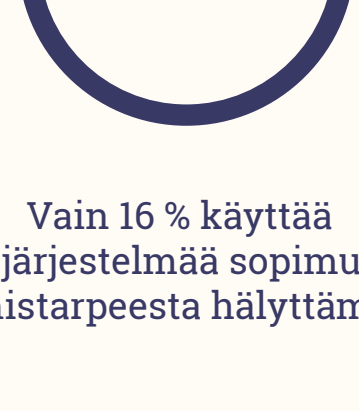 Vain 16 % käyttää
järjestelmää sopimu
istarpeesta hälyttäm